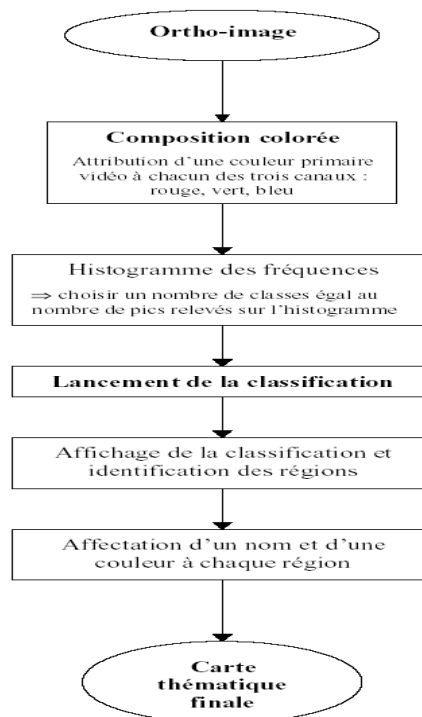 Ortho-image
Composition colorée
Attribution d'une couleur primaire
vidéo à chacun des trois canaux :
rouge, vert, bleu
Histogramme des fréquences
⇒ choisir un nombre de classes égal au
nombre de pics relevés sur l'histogramme
Lancement de la classification
Affichage de la classification et
identification des régions
Affectation d'un nom et d'une
couleur à chaque région
Carte
thématique
finale